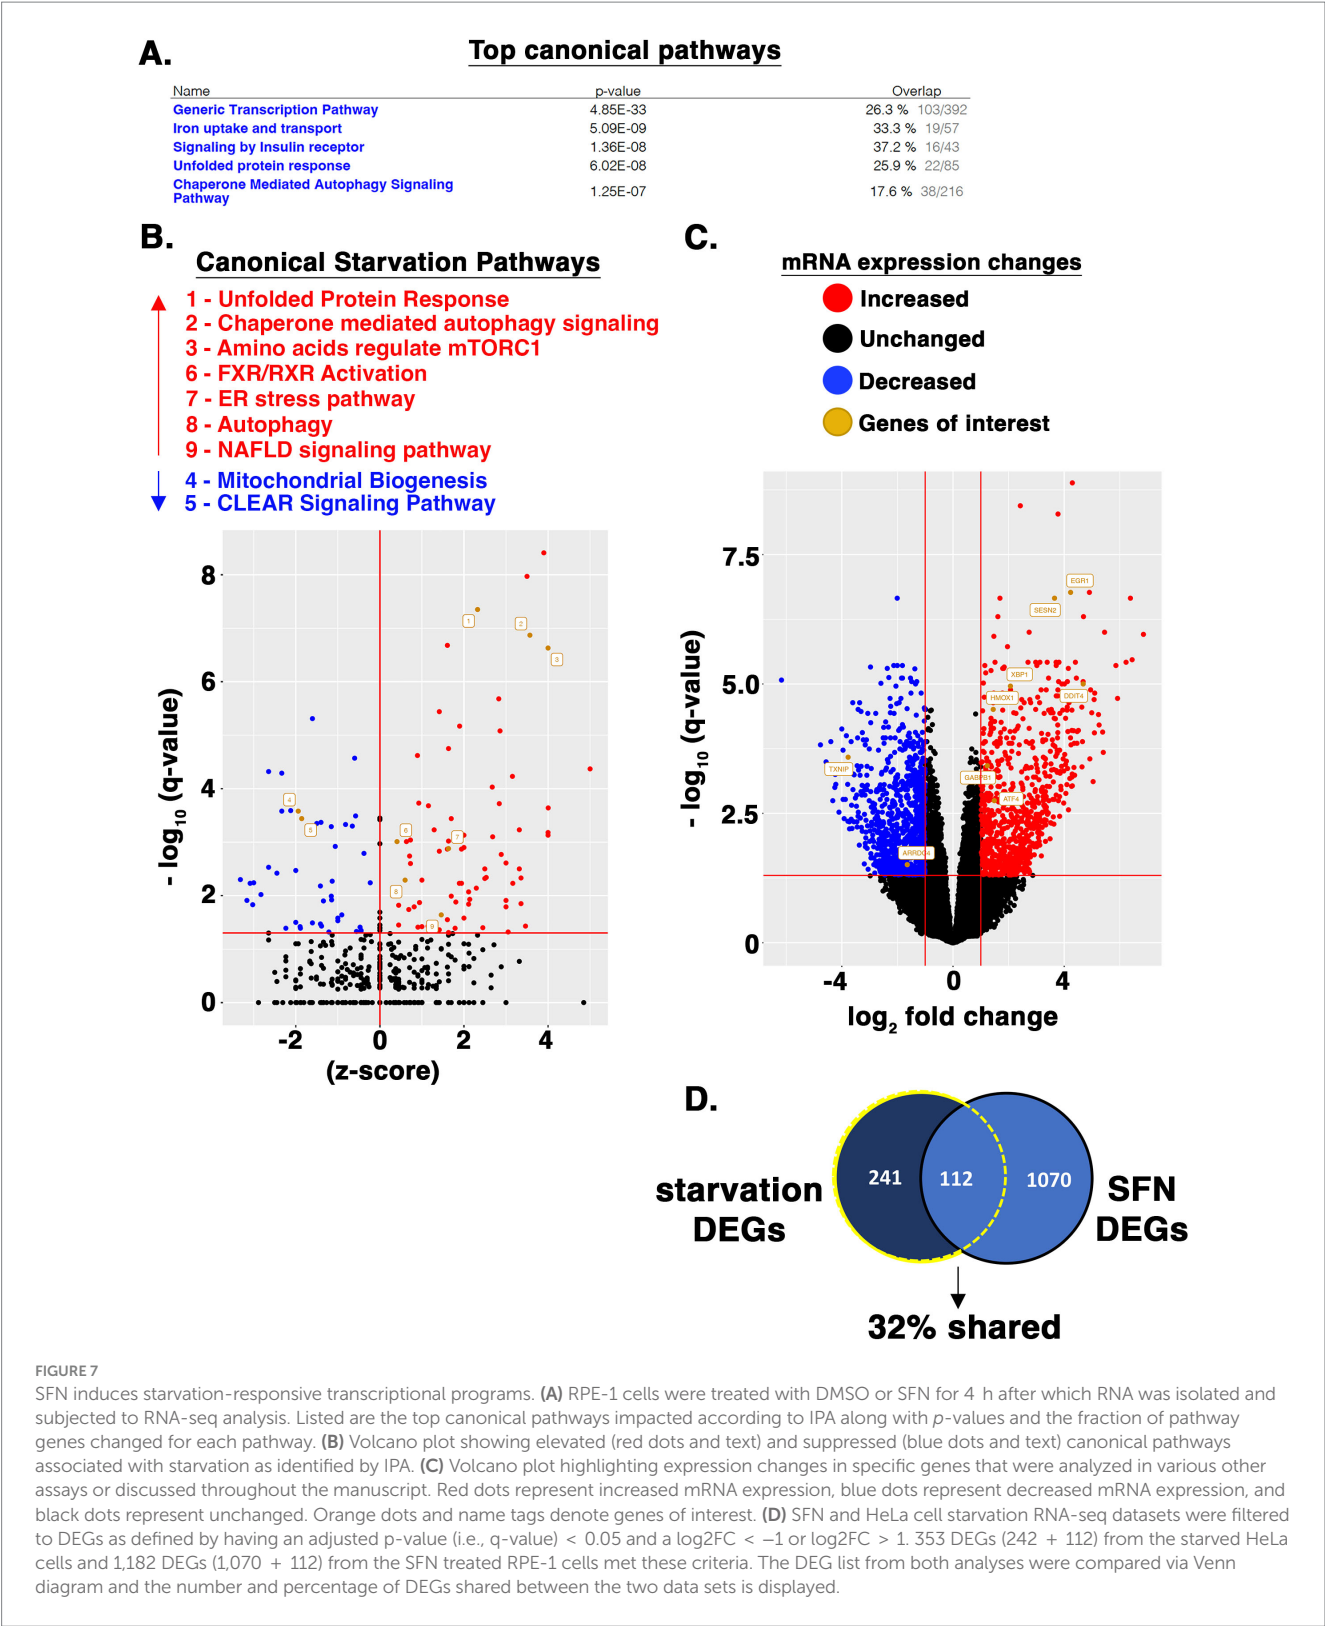 A.
Top canonical pathways
Name p-value Overlap
Generic Transcription Pathway 4.85E-33 26.3 % 103/392
Iron uptake and transport 5.09E-09 33.3 % 19/57
Signaling by Insulin receptor 1.36E-08 37.2 % 16/43
Unfolded protein response 6.02E-08 25.9 % 22/85
Chaperone Mediated Autophagy Signaling
Pathway 1.25E-07 17.6 % 38/216
B.
Canonical Starvation Pathways
1 - Unfolded Protein Response
2 - Chaperone mediated autophagy signaling
3 - Amino acids regulate mTORC1
6 - FXR/RXR Activation
7 - ER stress pathway
8 - Autophagy
9 - NAFLD signaling pathway
4 - Mitochondrial Biogenesis
5 - CLEAR Signaling Pathway
- log10 (q-value)
8
6
4
2
0
1
2
3
4
5
6
7
8
9
-2 0 2 4
(z-score)
C.
mRNA expression changes
Increased
Unchanged
Decreased
Genes of interest
- log10 (q-value)
7.5
5.0
2.5
0
EGR1
SESN2
XBP1
HMOX1
DDIT4
TXNIP
GABPB1
ATF4
ARRDC4
-4 0 4
log2 fold change
D.
starvation
DEGs
241 112 1070
SFN
DEGs
32% shared
FIGURE 7
SFN induces starvation-responsive transcriptional programs. (A) RPE-1 cells were treated with DMSO or SFN for 4 h after which RNA was isolated and
subjected to RNA-seq analysis. Listed are the top canonical pathways impacted according to IPA along with p-values and the fraction of pathway
genes changed for each pathway. (B) Volcano plot showing elevated (red dots and text) and suppressed (blue dots and text) canonical pathways
associated with starvation as identified by IPA. (C) Volcano plot highlighting expression changes in specific genes that were analyzed in various other
assays or discussed throughout the manuscript. Red dots represent increased mRNA expression, blue dots represent decreased mRNA expression, and
black dots represent unchanged. Orange dots and name tags denote genes of interest. (D) SFN and HeLa cell starvation RNA-seq datasets were filtered
to DEGs as defined by having an adjusted p-value (i.e., q-value) < 0.05 and a log2FC < −1 or log2FC > 1. 353 DEGs (242 + 112) from the starved HeLa
cells and 1,182 DEGs (1,070 + 112) from the SFN treated RPE-1 cells met these criteria. The DEG list from both analyses were compared via Venn
diagram and the number and percentage of DEGs shared between the two data sets is displayed.